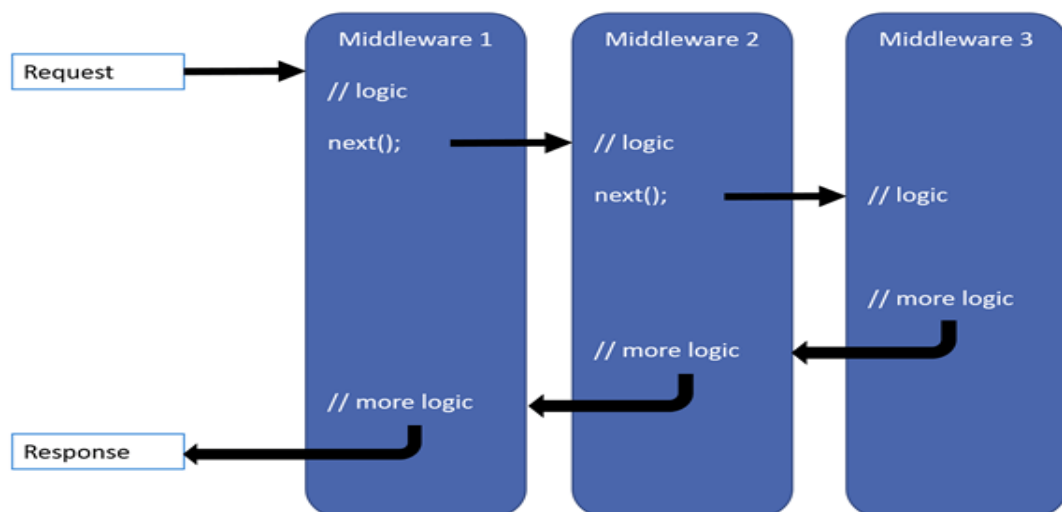 Middleware 1
Middleware 2
Middleware 3
Request
// logic
next();
// logic
next();
// logic
// more logic
// more logic
// more logic
Response